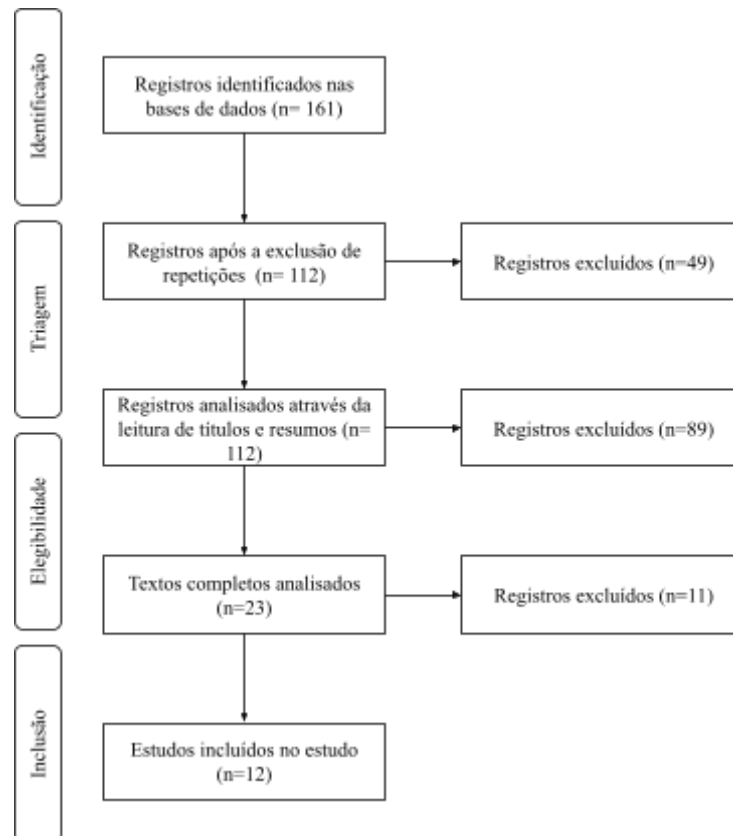 Identificação
Registros identificados nas
bases de dados (n= 161)
Triagem
Registros após a exclusão de
repetições (n= 112)
Registros excluídos (n=49)
Registros analisados através da
leitura de títulos e resumos (n=
112)
Registros excluídos (n=89)
Elegibilidade
Textos completos analisados
(n=23)
Registros excluídos (n=11)
Inclusão
Estudos incluídos no estudo
(n=12)